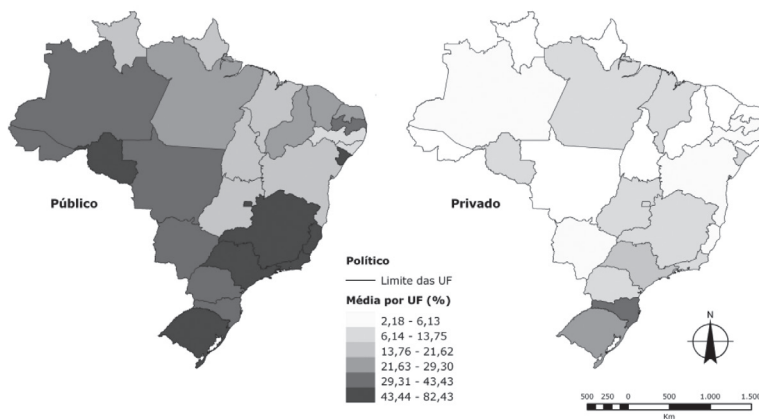 Público
Privado
Político
Limite das UF
Média por UF (%)
2,18 - 6,13
6,14 - 13,75
13,76 - 21,62
21,63 - 29,30
29,31 - 43,43
43,44 - 82,43
N
500 250 0 500 1.000 1.500
Km